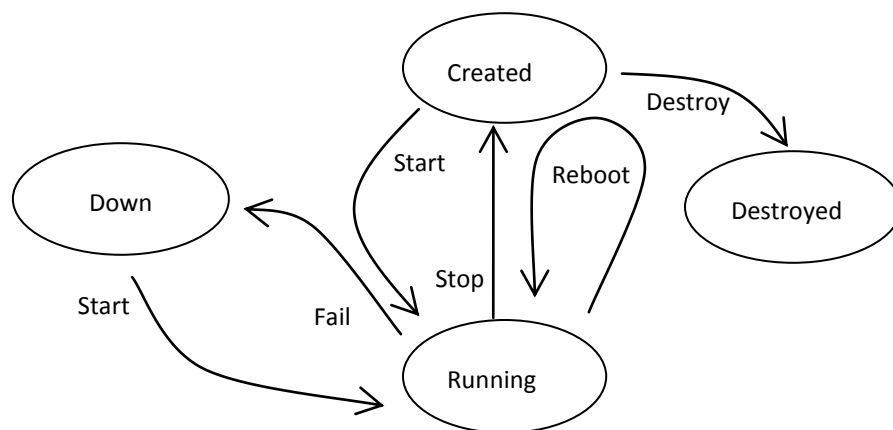 Created
Destroy
Start
Reboot
Down
Destroyed
Stop
Start
Fail
Running